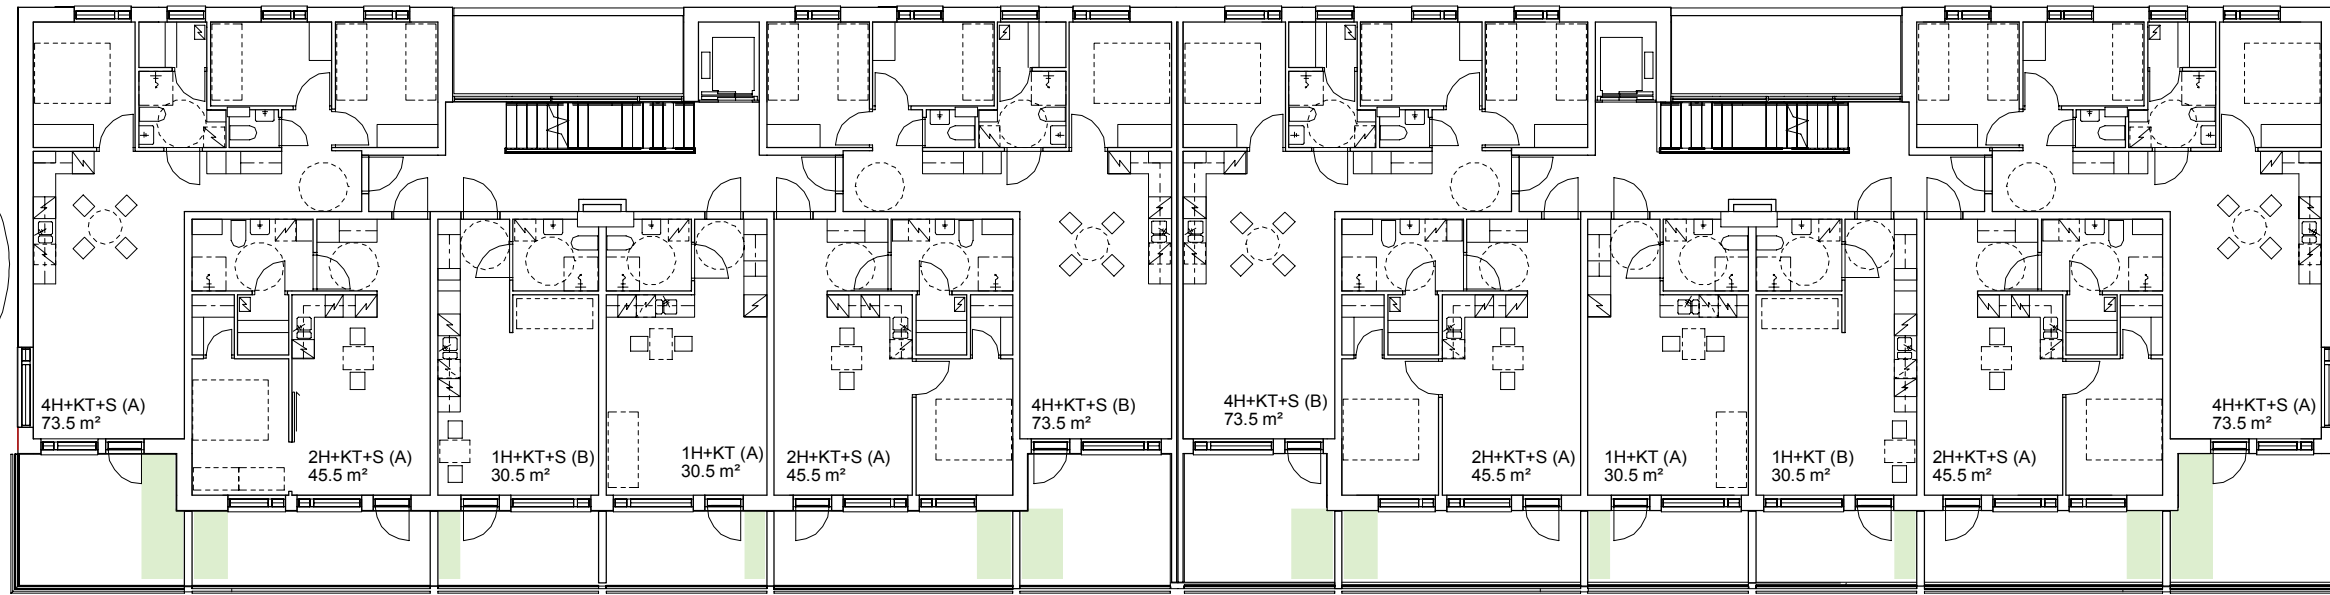 4H+KT+S (A)
73.5 m²
2H+KT+S (A)
45.5 m²
1H+KT+S (B)
30.5 m²
1H+KT (A)
30.5 m²
2H+KT+S (A)
45.5 m²
4H+KT+S (B)
73.5 m²
4H+KT+S (B)
73.5 m²
2H+KT+S (A)
45.5 m²
1H+KT (A)
30.5 m²
1H+KT (B)
30.5 m²
2H+KT+S (A)
45.5 m²
4H+KT+S (A)
73.5 m²